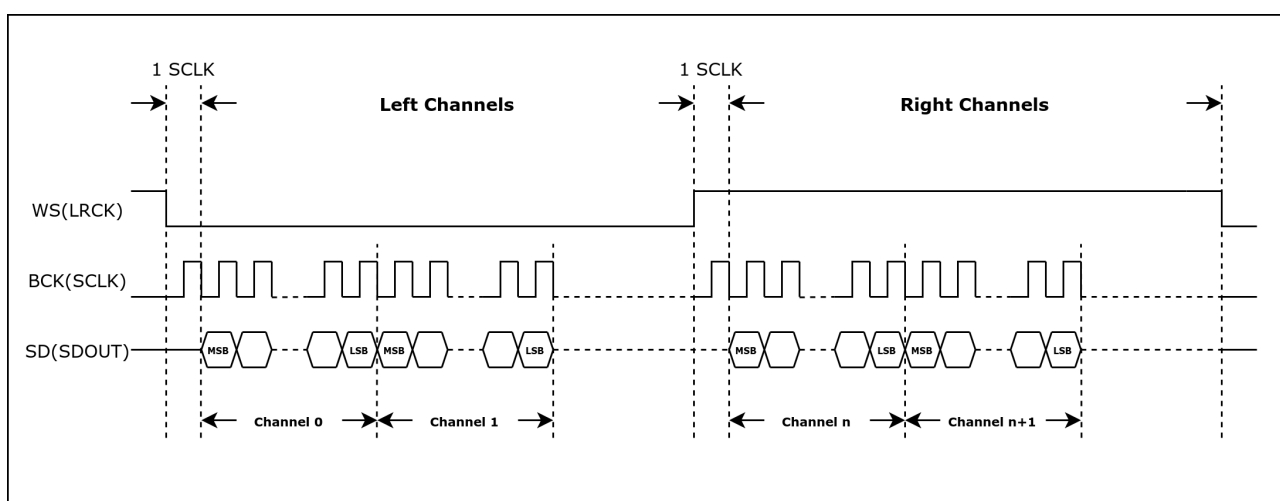 1 SCLK 1 SCLK
Left Channels Right Channels
WS(LRCK)
BCK(SCLK)
SD(SDOUT) MSB LSB MSB LSB MSB LSB MSB LSB
Channel 0 Channel 1 Channel n Channel n+1